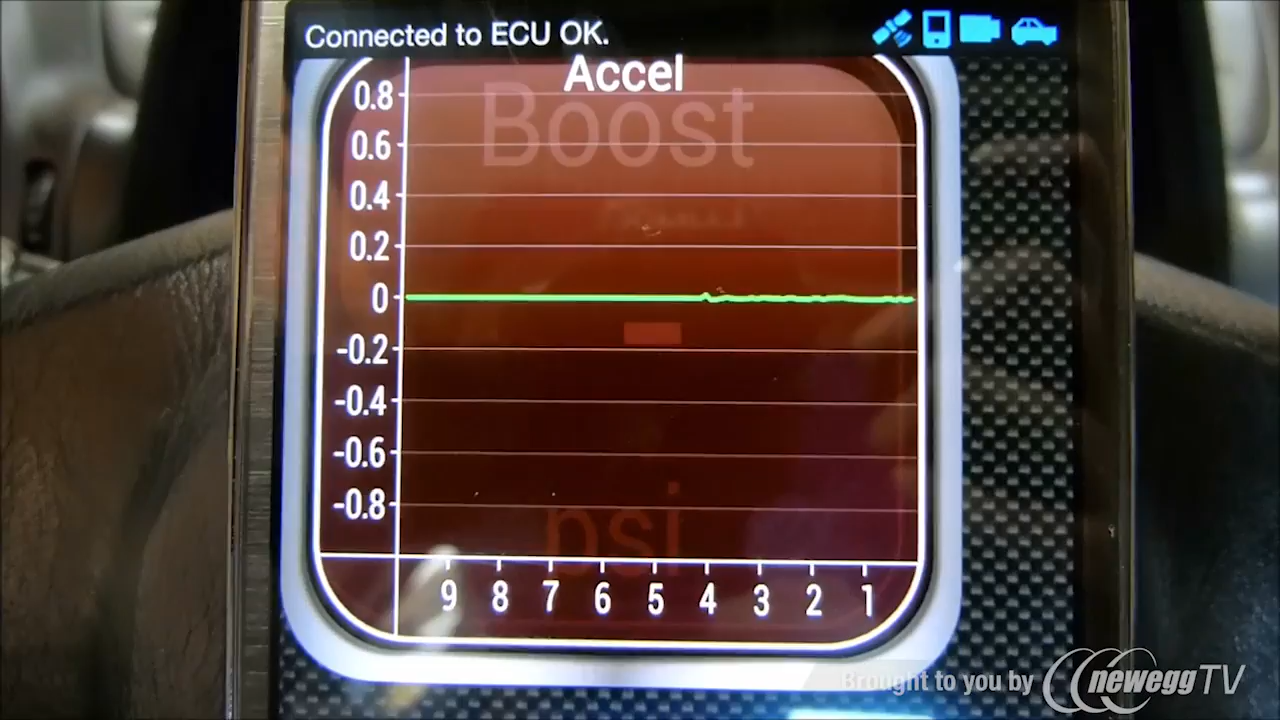 Connected to ECU OK.
Accel
Boost
0.8
0.6
0.4
0.2
0
-0.2
-0.4
-0.6
-0.8
psi
9 8 7 6 5 4 3 2 1
Brought to you by neweggTV